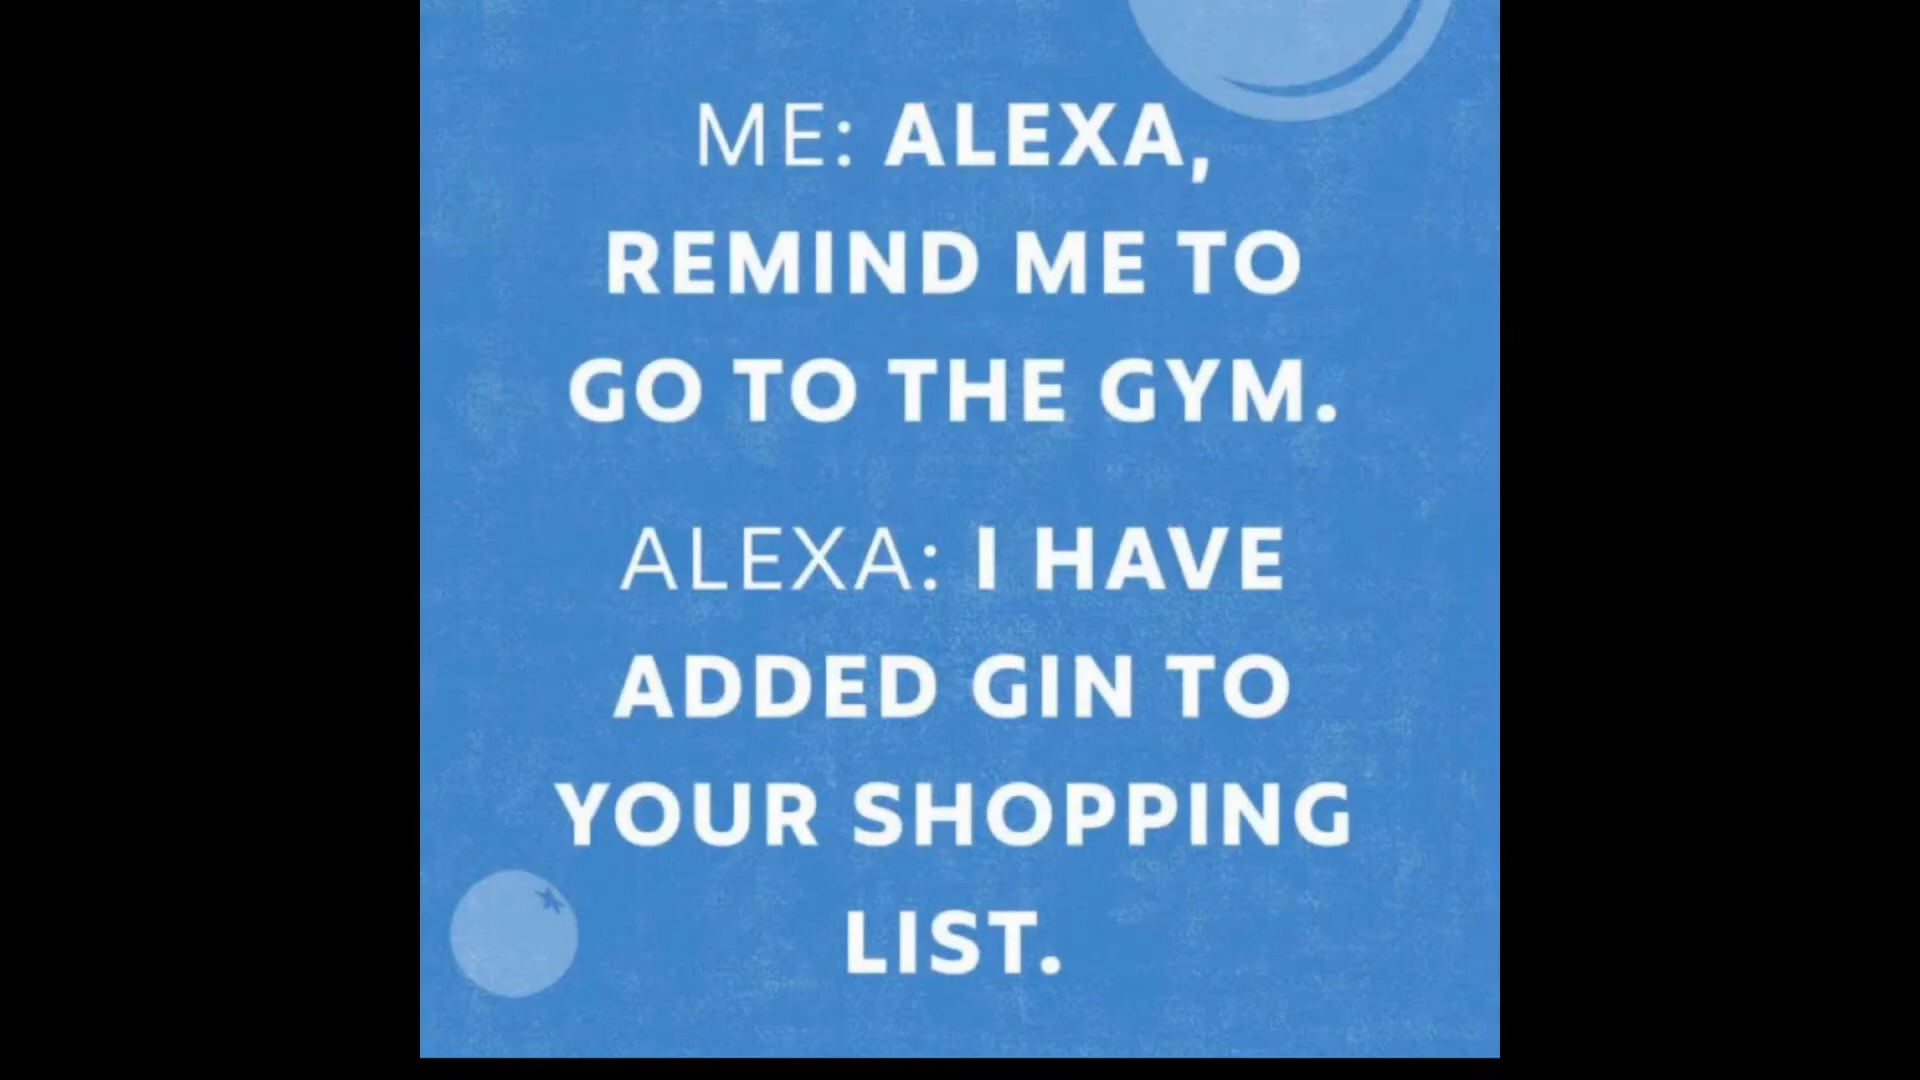 ME: ALEXA,
REMIND ME TO
GO TO THE GYM.
ALEXA: I HAVE
ADDED GIN TO
YOUR SHOPPING
LIST.